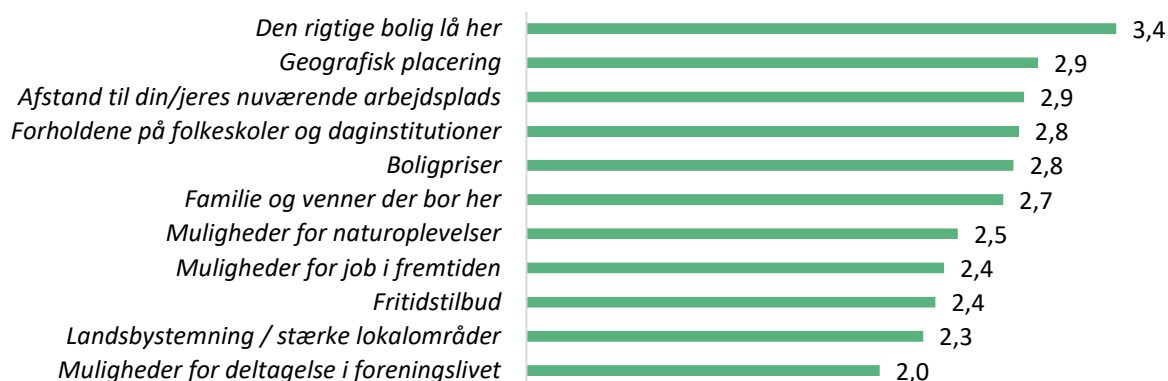 Den rigtige bolig lå her 3,4
Geografisk placering 2,9
Afstand til din/jeres nuværende arbejdsplads 2,9
Forholdene på folkeskoler og daginstitutioner 2,8
Boligpriser 2,8
Familie og venner der bor her 2,7
Muligheder for naturoplevelser 2,5
Muligheder for job i fremtiden 2,4
Fritidstilbud 2,4
Landsbystemning / stærke lokalområder 2,3
Muligheder for deltagelse i foreningslivet 2,0